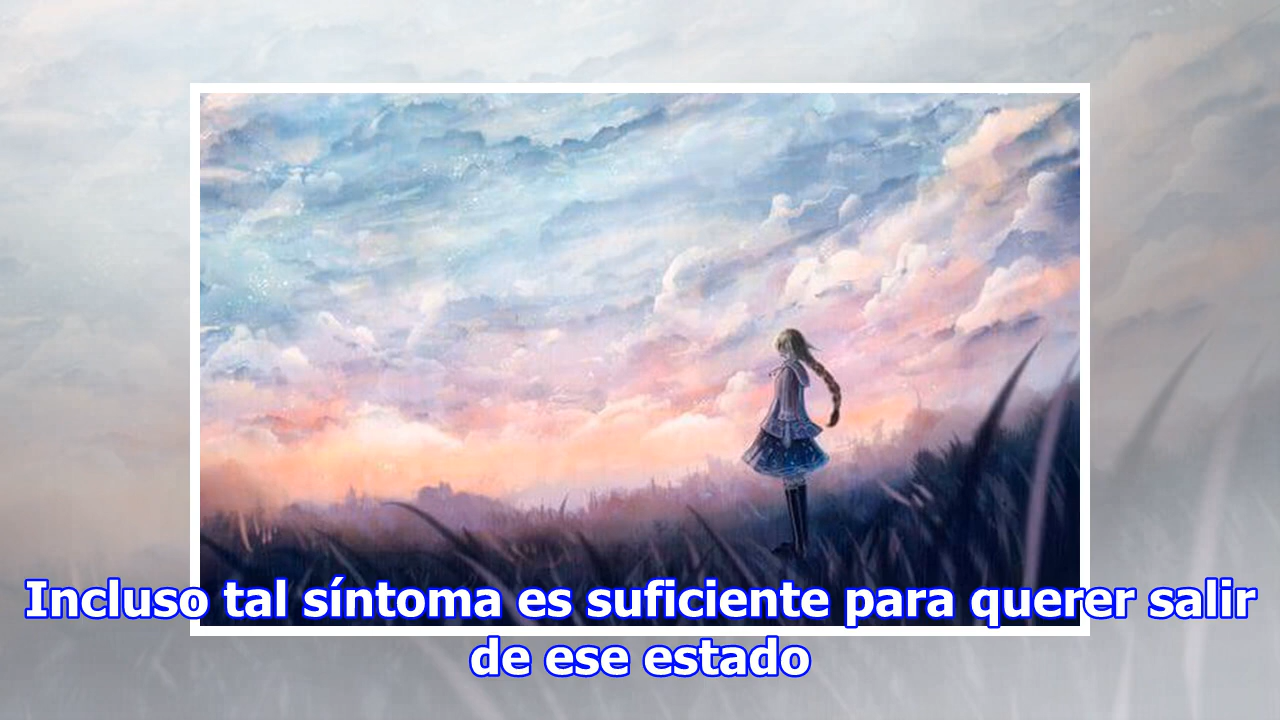 Incluso tal síntoma es suficiente para querer salir
de ese estado